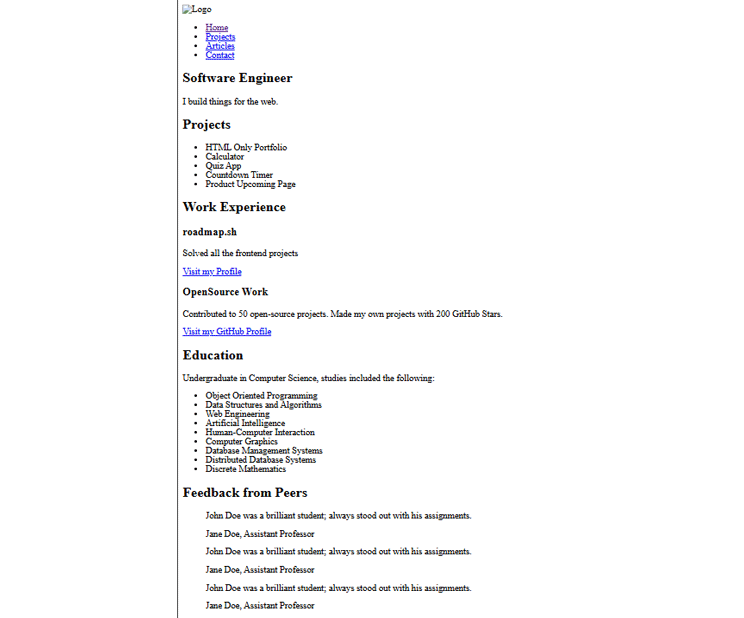 Logo
Home
Projects
Articles
Contact
Software Engineer
I build things for the web.
Projects
HTML Only Portfolio
Calculator
Quiz App
Countdown Timer
Product Upcoming Page
Work Experience
roadmap.sh
Solved all the frontend projects
Visit my Profile
OpenSource Work
Contributed to 50 open-source projects. Made my own projects with 200 GitHub Stars.
Visit my GitHub Profile
Education
Undergraduate in Computer Science, studies included the following:
Object Oriented Programming
Data Structures and Algorithms
Web Engineering
Artificial Intelligence
Human-Computer Interaction
Computer Graphics
Database Management Systems
Distributed Database Systems
Discrete Mathematics
Feedback from Peers
John Doe was a brilliant student; always stood out with his assignments.
Jane Doe, Assistant Professor
John Doe was a brilliant student; always stood out with his assignments.
Jane Doe, Assistant Professor
John Doe was a brilliant student; always stood out with his assignments.
Jane Doe, Assistant Professor